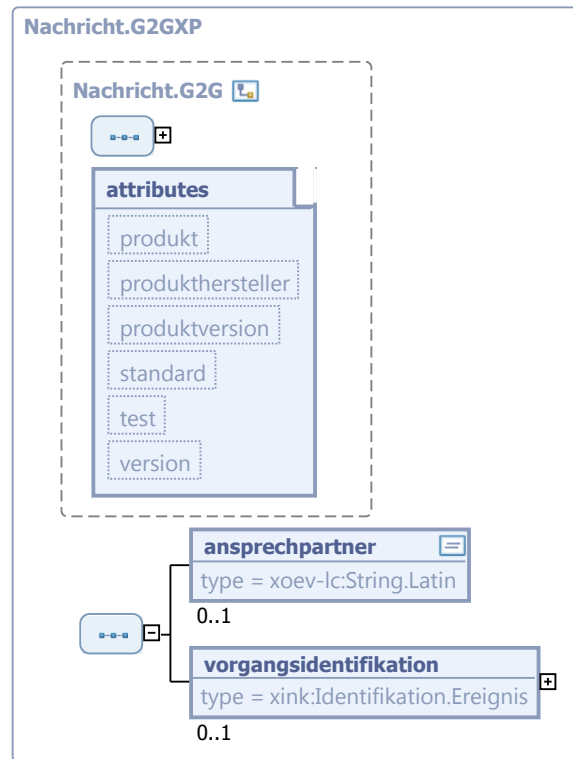 Nachricht.G2GXP
Nachricht.G2G
attributes
produkt
produkthersteller
produktversion
standard
test
version
ansprechpartner
type = xoev-lc:String.Latin
0..1
vorgangsidentifikation
type = xink:Identifikation.Ereignis
0..1